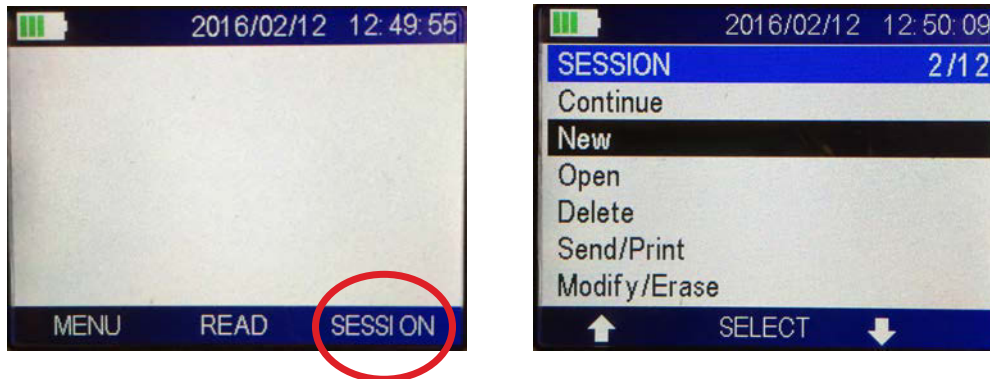 2016/02/12 12:49:55
MENU READ SESSION
2016/02/12 12:50:09
SESSION 2/12
Continue
New
Open
Delete
Send/Print
Modify/Erase
SELECT